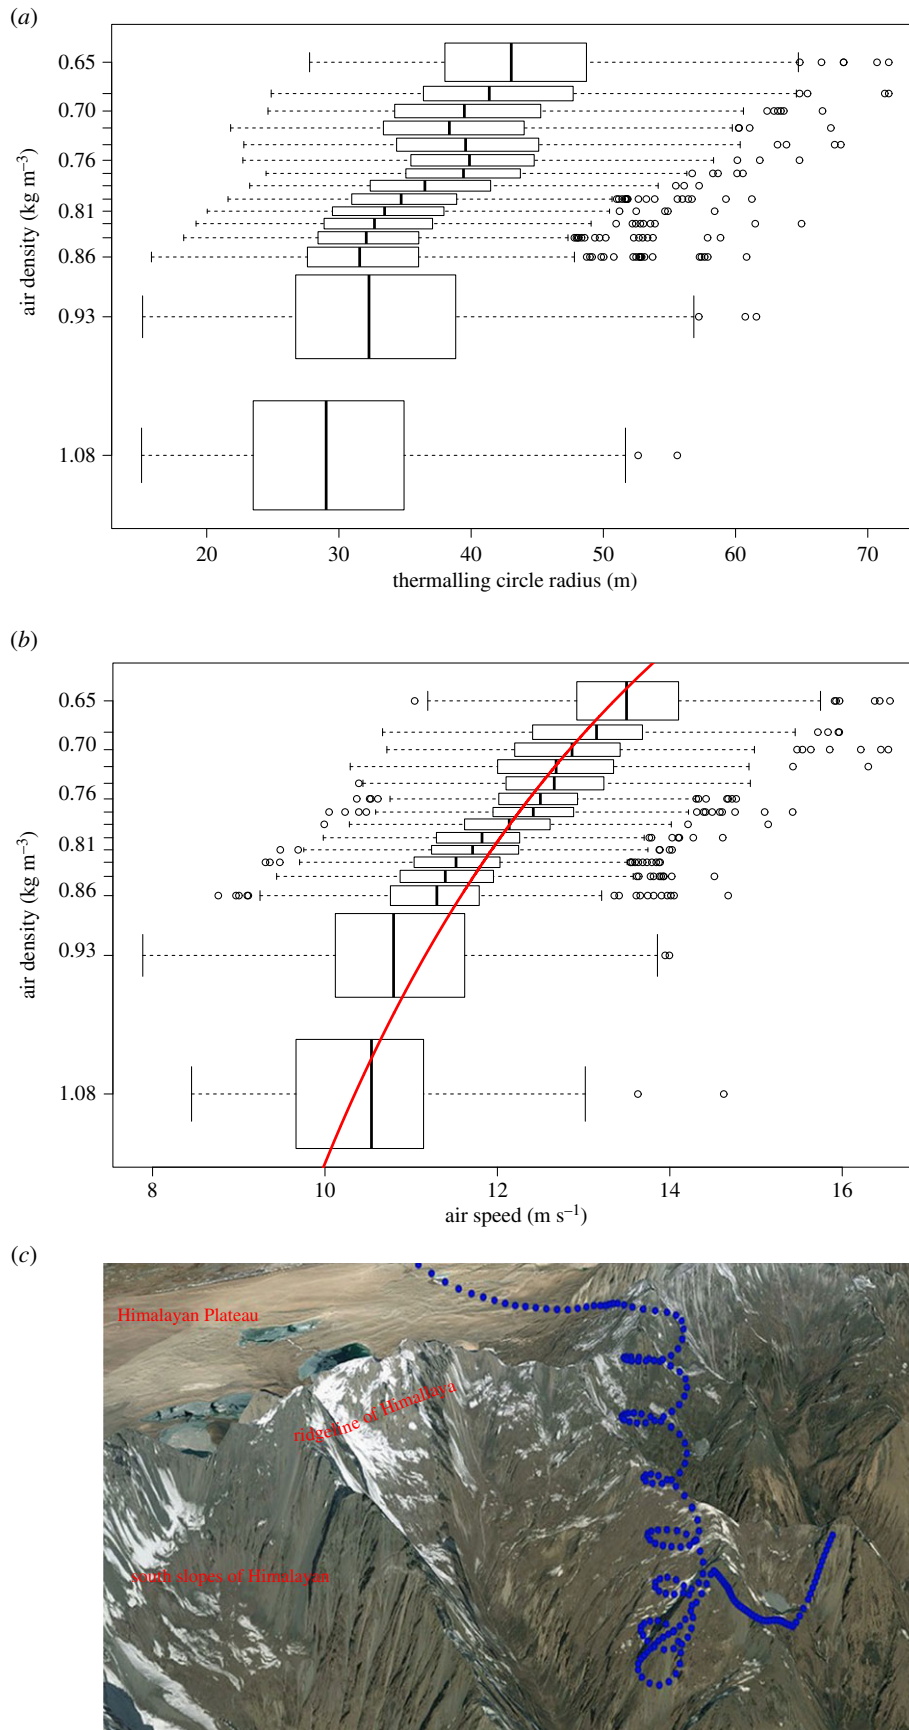 (a)
0.65
0.70
0.76
0.81
0.86
0.93
1.08
air density (kg m–3)
20 30 40 50 60 70
thermalling circle radius (m)
(b)
0.65
0.70
0.76
0.81
0.86
0.93
1.08
air density (kg m–3)
8 10 12 14 16
air speed (m s–1)
(c)
Himalayan Plateau
ridgeline of Himallaya
south slopes of Himalayan